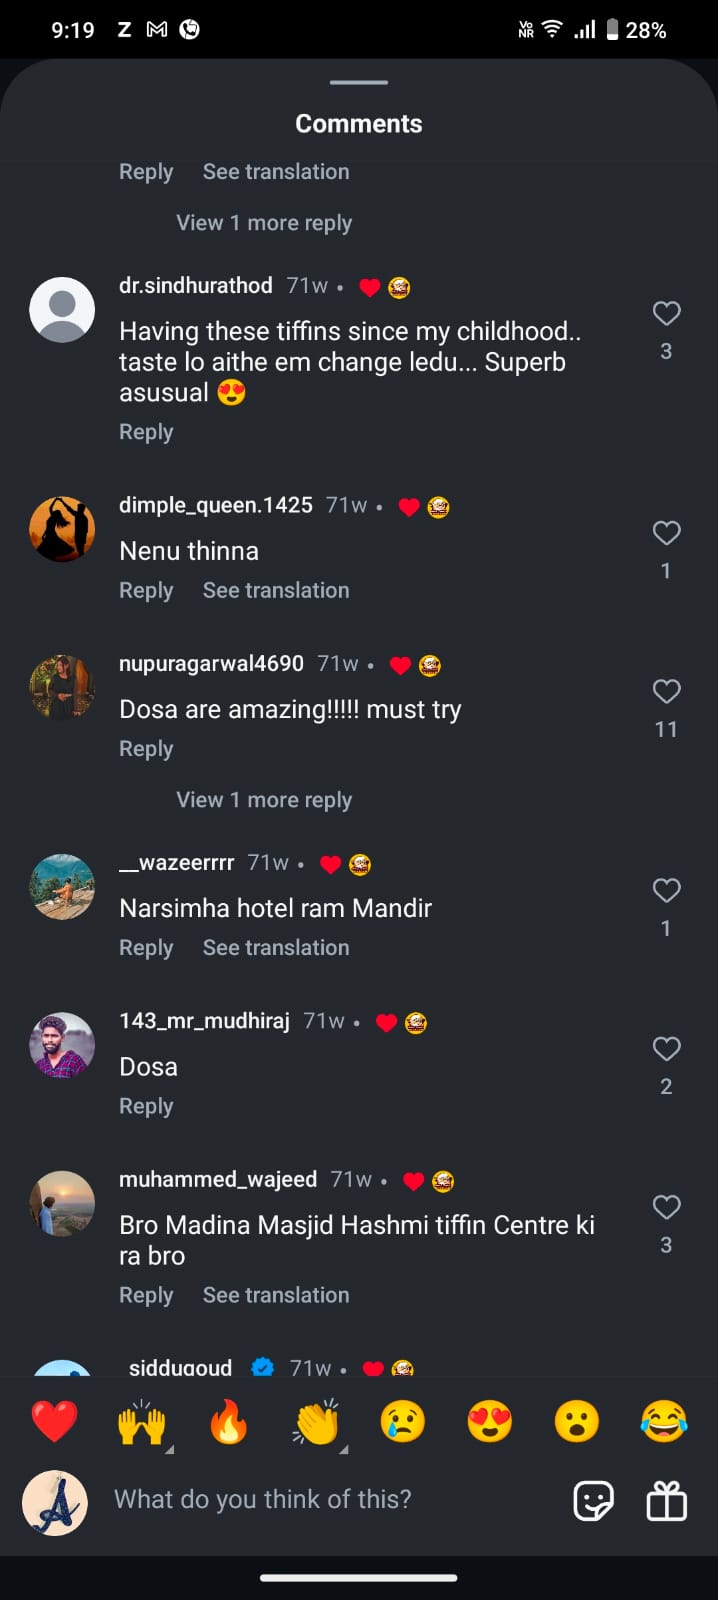 9:19 Z M Vo NR 28%
Comments
Reply See translation
View 1 more reply
dr.sindhurathod 71w • ❤️
Having these tiffins since my childhood..
taste lo aithe em change ledu... Superb
asusual 😍
3
Reply
dimple_queen.1425 71w • ❤️
Nenu thinna
1
Reply See translation
nupuragarwal4690 71w • ❤️
Dosa are amazing!!!!! must try
11
Reply
View 1 more reply
__wazeerrrr 71w • ❤️
Narsimha hotel ram Mandir
1
Reply See translation
143_mr_mudhiraj 71w • ❤️
Dosa
2
Reply
muhammed_wajeed 71w • ❤️
Bro Madina Masjid Hashmi tiffin Centre ki
ra bro
3
Reply See translation
_siddugoud 71w • ❤️
❤️ 🙌 🔥 👏 😢 😍 😮 😂
A What do you think of this?